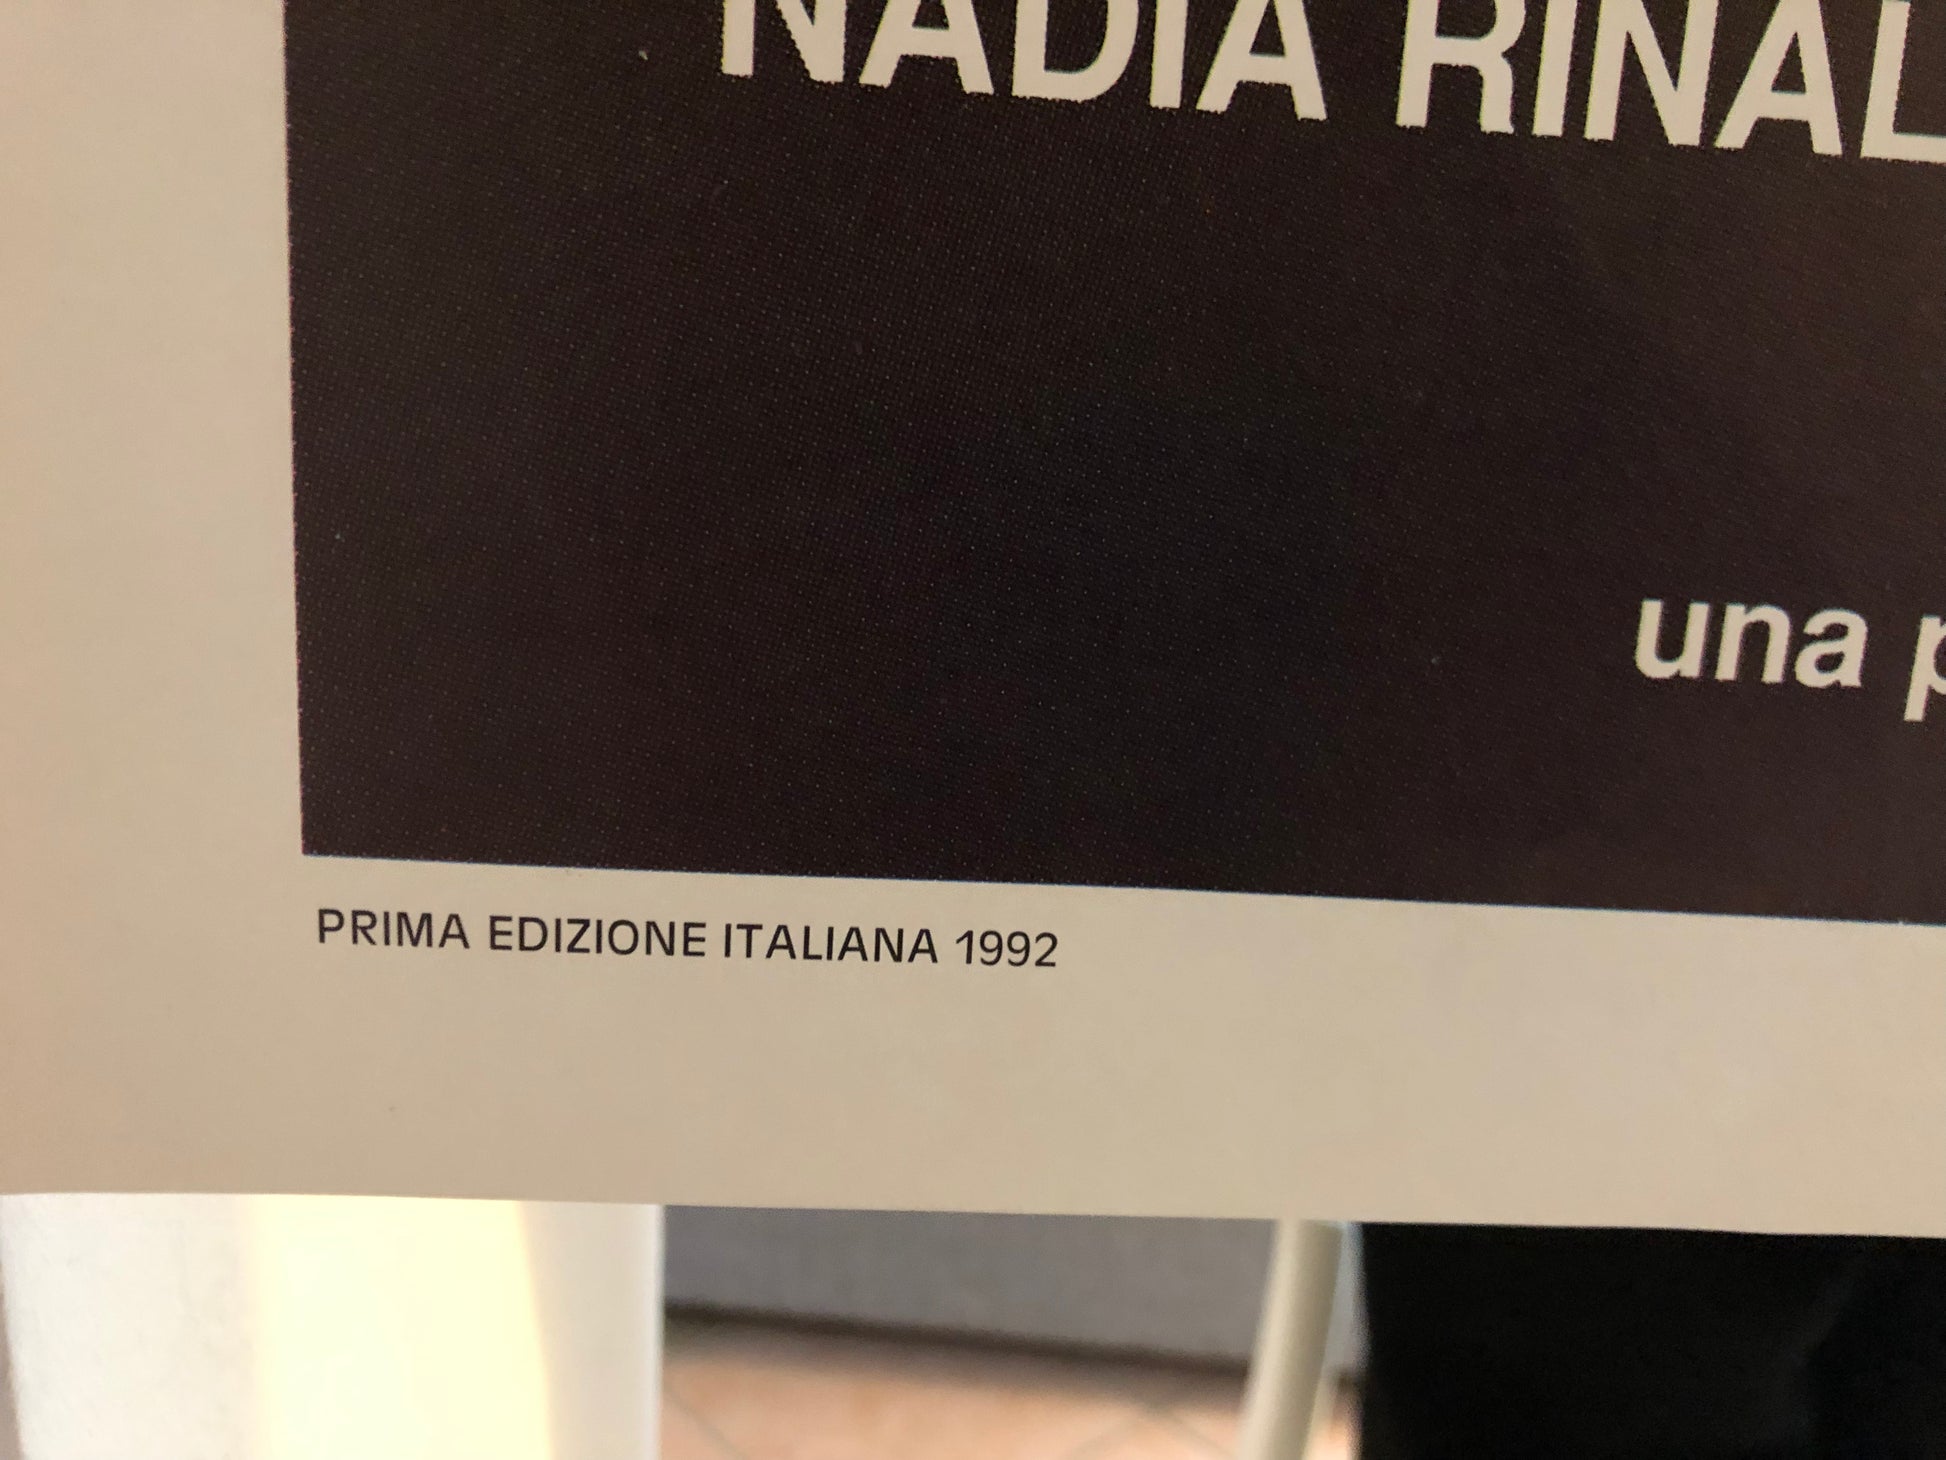 NADIA RINAL
una p
PRIMA EDIZIONE ITALIANA 1992